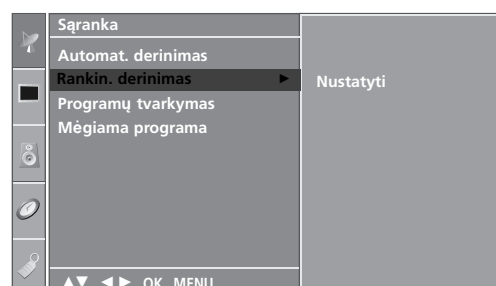 Sąranka
Automat. derinimas
Rankin. derinimas ► Nustatyti
Programų tvarkymas
Mėgiama programa
▲▼ ◄► OK MENU